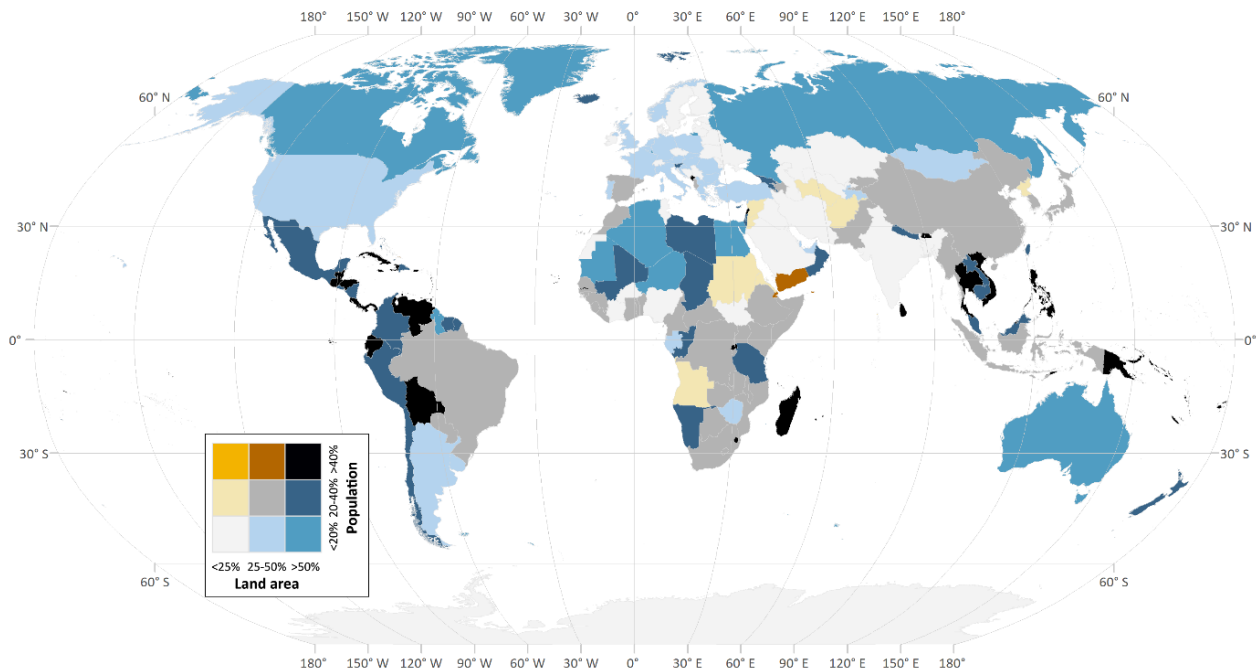 180° 150° W 120° W 90° W 60° W 30° W 0° 30° E 60° E 90° E 120° E 150° E 180°
60° N 60° N
30° N 30° N
0° 0°
30° S 30° S
60° S 60° S
>40%
20-40%
<20%
Population
<25% 25-50% >50%
Land area
180° 150° W 120° W 90° W 60° W 30° W 0° 30° E 60° E 90° E 120° E 150° E 180°